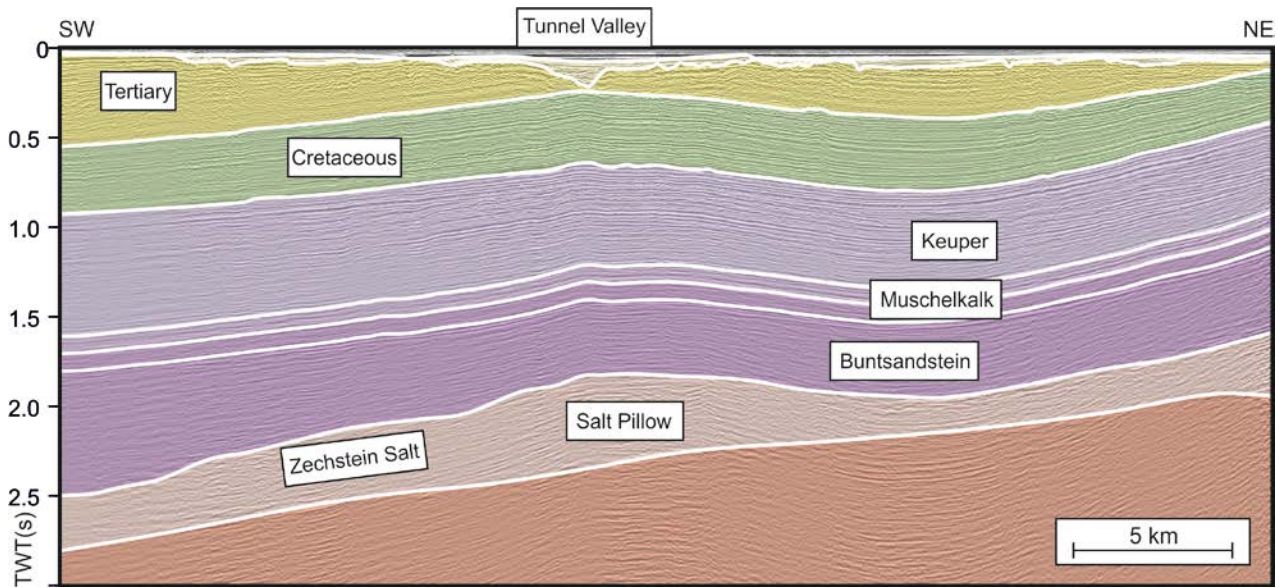 SW
Tunnel Valley
NE
0
Tertiary
0.5
Cretaceous
1.0
Keuper
Muschelkalk
1.5
Buntsandstein
2.0
Salt Pillow
Zechstein Salt
2.5
5 km
TWT(s)